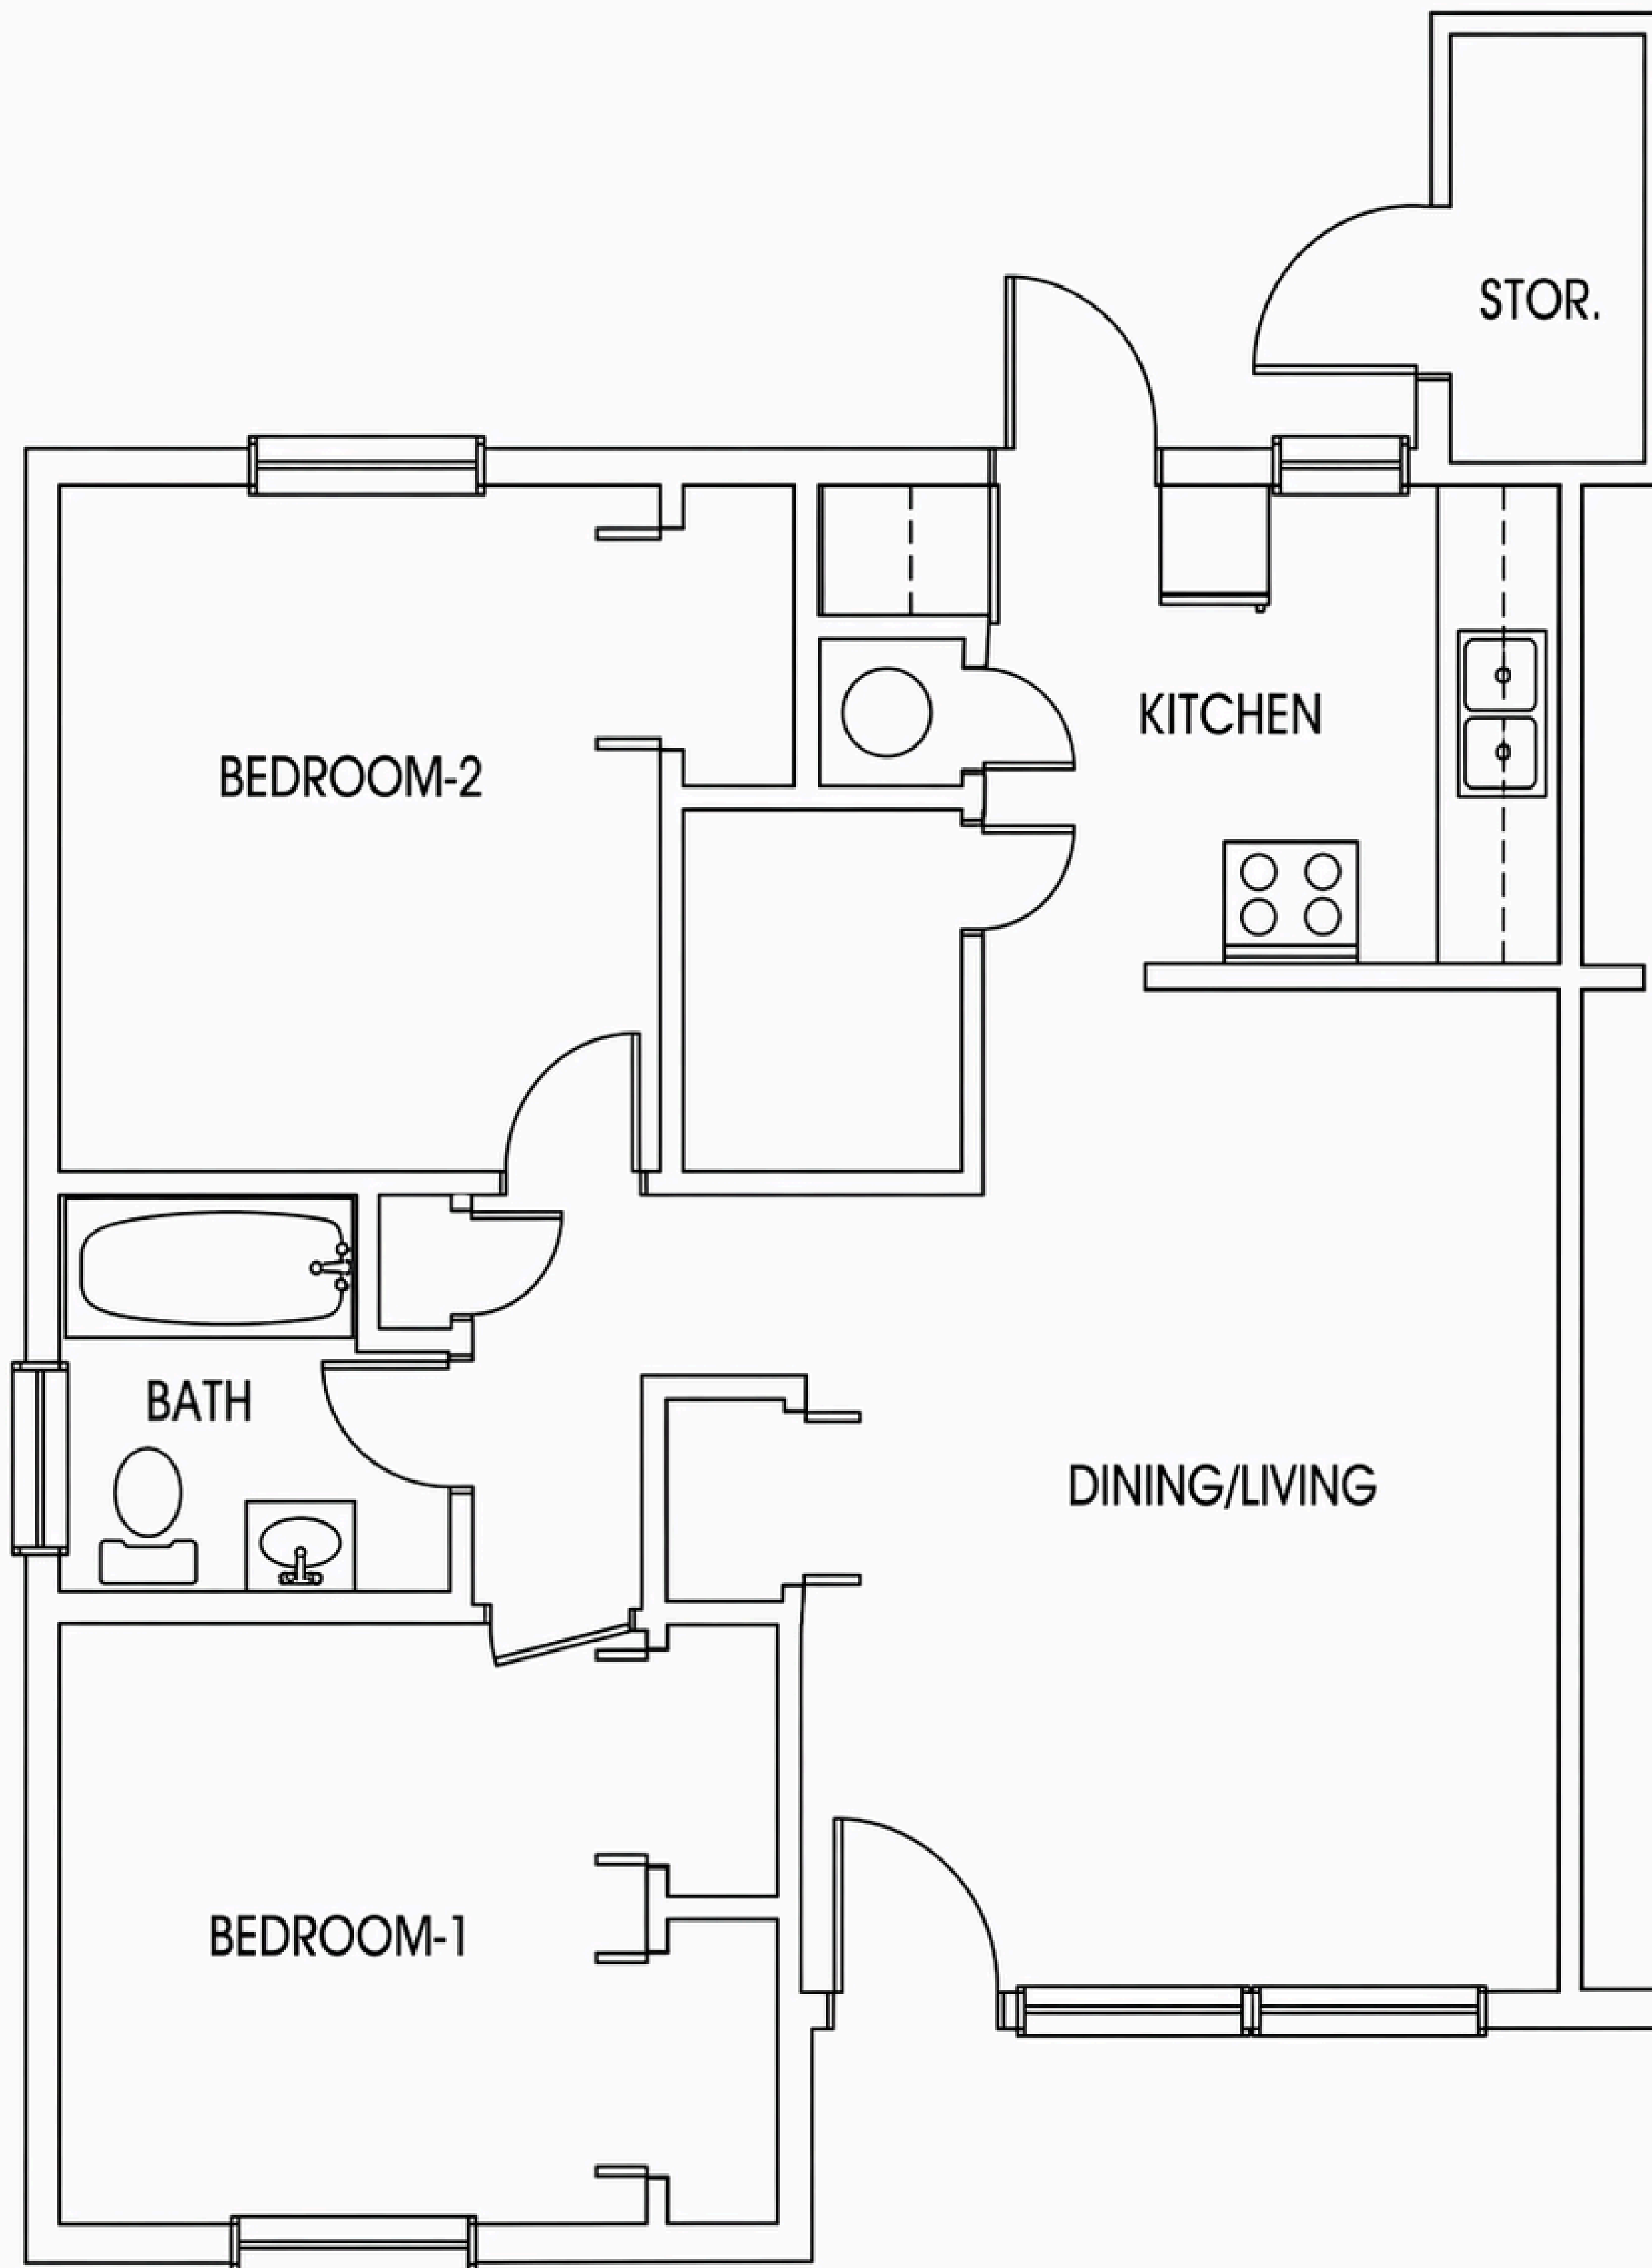 STOR.
KITCHEN
BEDROOM-2
BATH
DINING/LIVING
BEDROOM-1